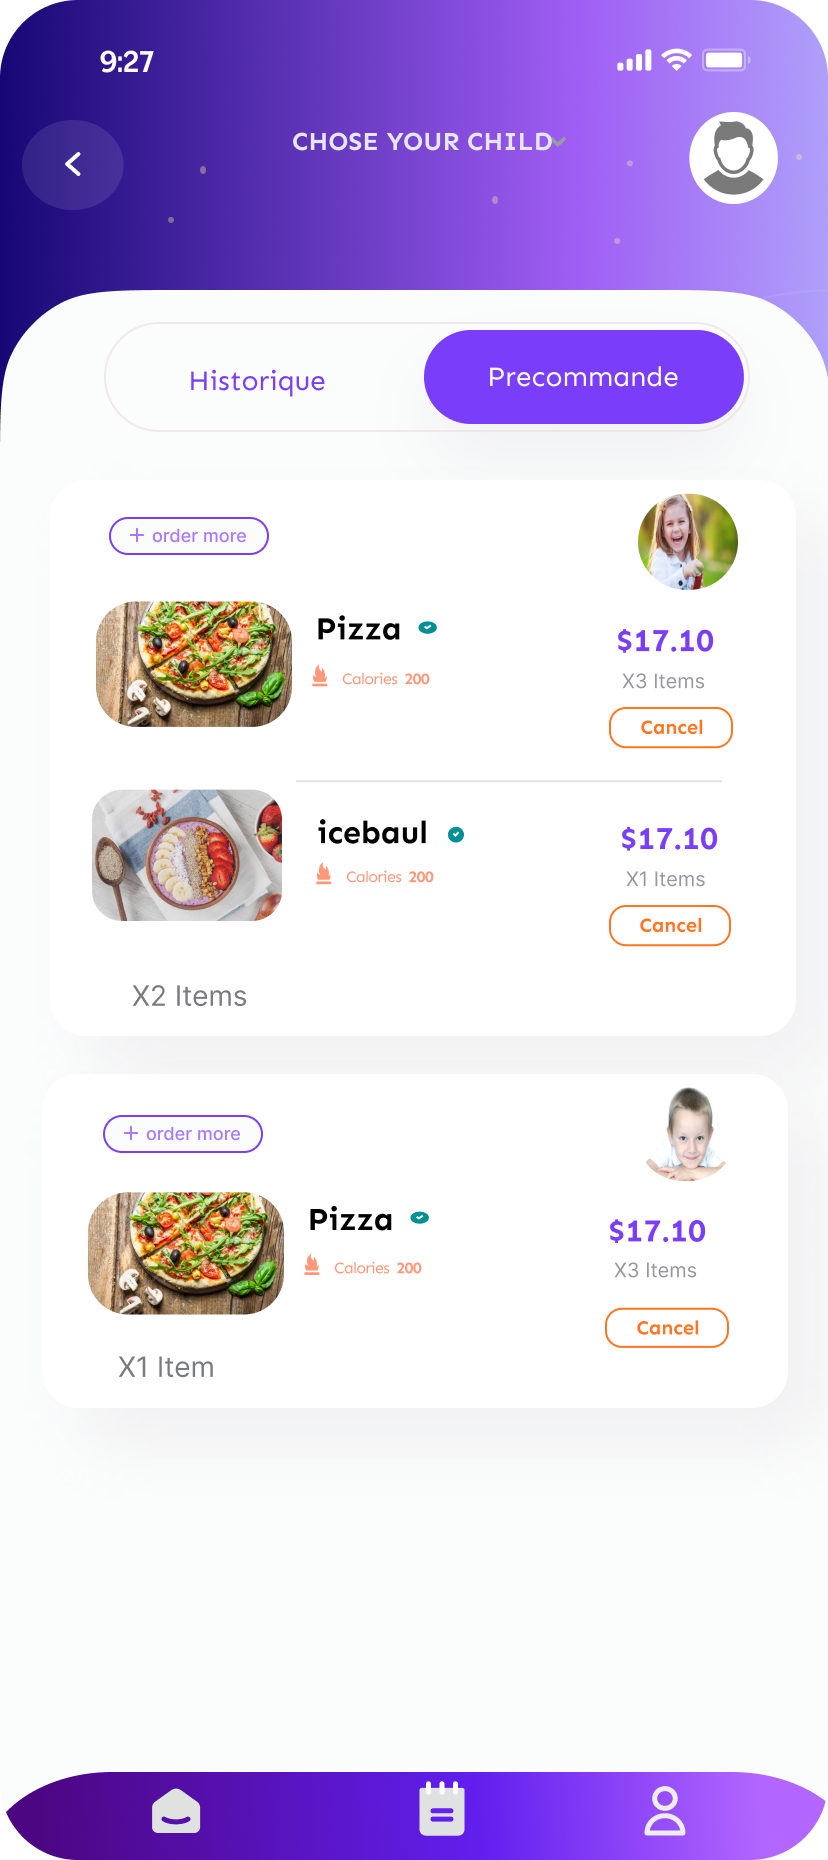 9:27
CHOSE YOUR CHILD
Historique
Precommande
+ order more
Pizza
$17.10
Calories 200
X3 Items
Cancel
icebaul
$17.10
Calories 200
X1 Items
Cancel
X2 Items
+ order more
Pizza
$17.10
Calories 200
X3 Items
Cancel
X1 Item